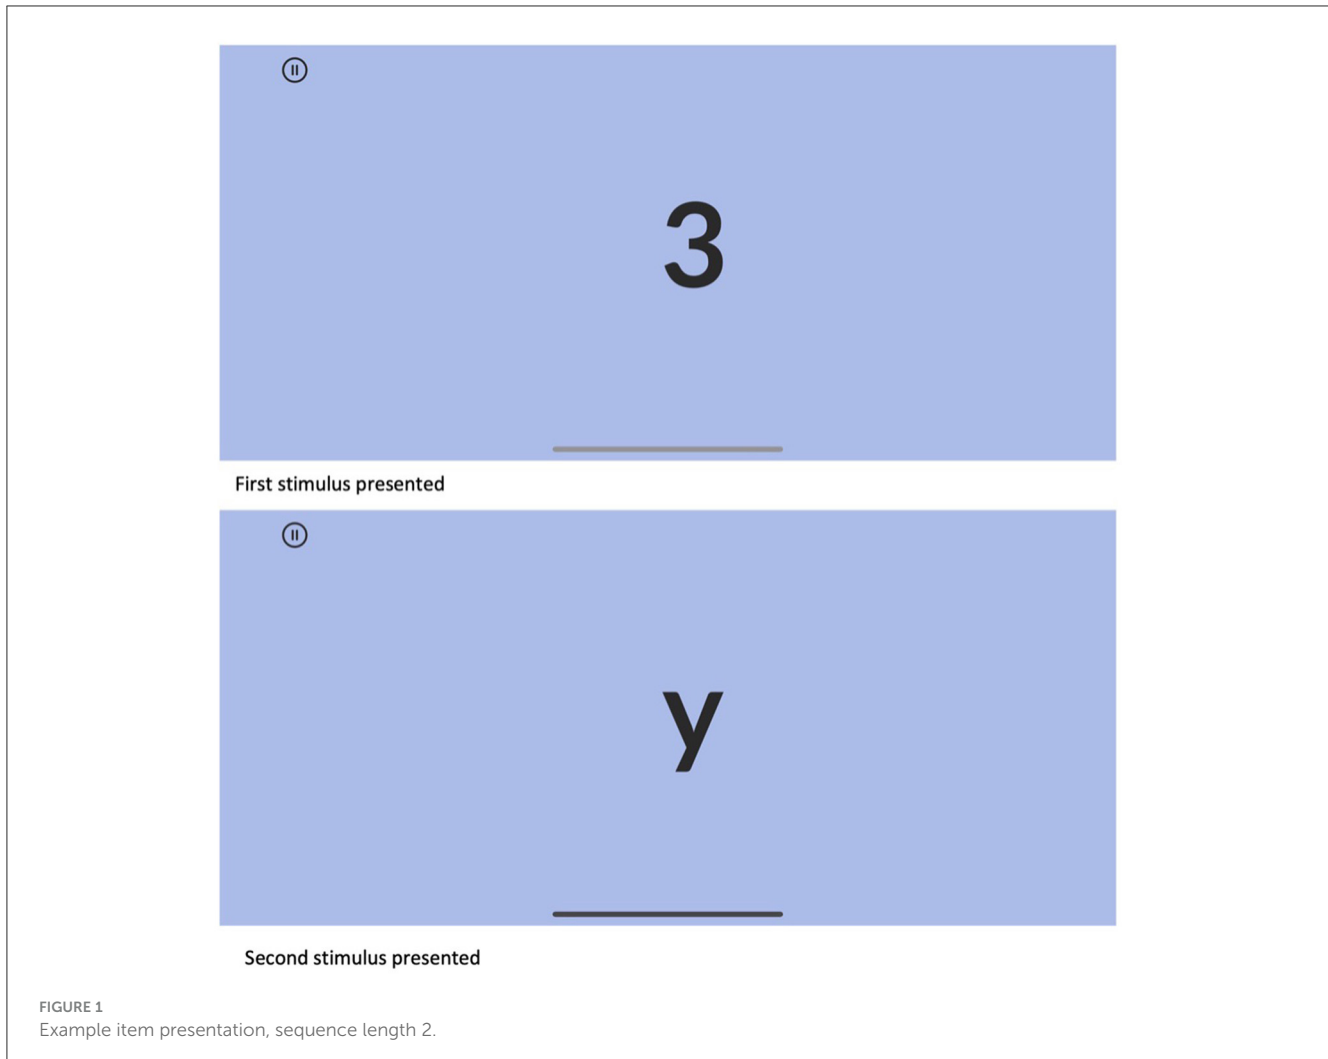 3
First stimulus presented
y
Second stimulus presented
FIGURE 1
Example item presentation, sequence length 2.